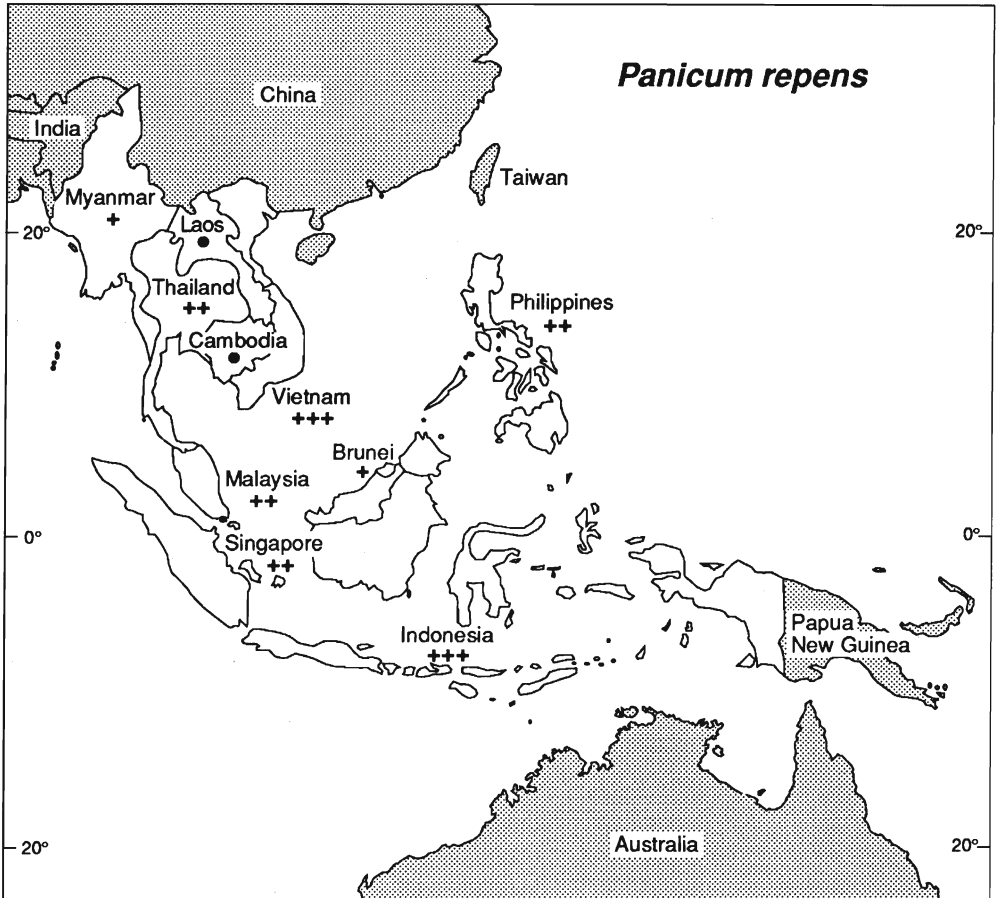 Panicum repens
China
India
Taiwan
Myanmar
+
Laos
20°
20°
Thailand
++
Philippines
++
Cambodia
Vietnam
+++
Brunei
+
Malaysia
++
0°
0°
Singapore
++
Indonesia
+++
Papua
New Guinea
Australia
20°
20°